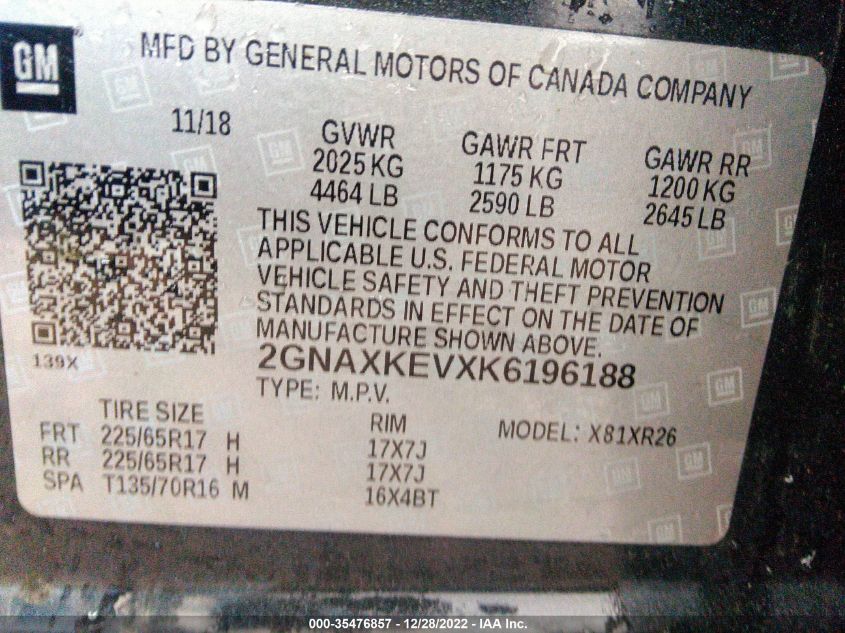 GM
MFD BY GENERAL MOTORS OF CANADA COMPANY
11/18
GVWR
2025 KG
4464 LB
GAWR FRT
1175 KG
2590 LB
GAWR RR
1200 KG
2645 LB
THIS VEHICLE CONFORMS TO ALL
APPLICABLE U.S. FEDERAL MOTOR
VEHICLE SAFETY AND THEFT PREVENTION
STANDARDS IN EFFECT ON THE DATE OF
MANUFACTURE SHOWN ABOVE.
139X
2GNAXKEVXK6196188
TYPE: M.P.V.
TIRE SIZE RIM
FRT 225/65R17 H 17X7J
RR 225/65R17 H 17X7J
SPA T135/70R16 M 16X4BT
MODEL: X81XR26
000-35476857 - 12/28/2022 - IAA Inc.